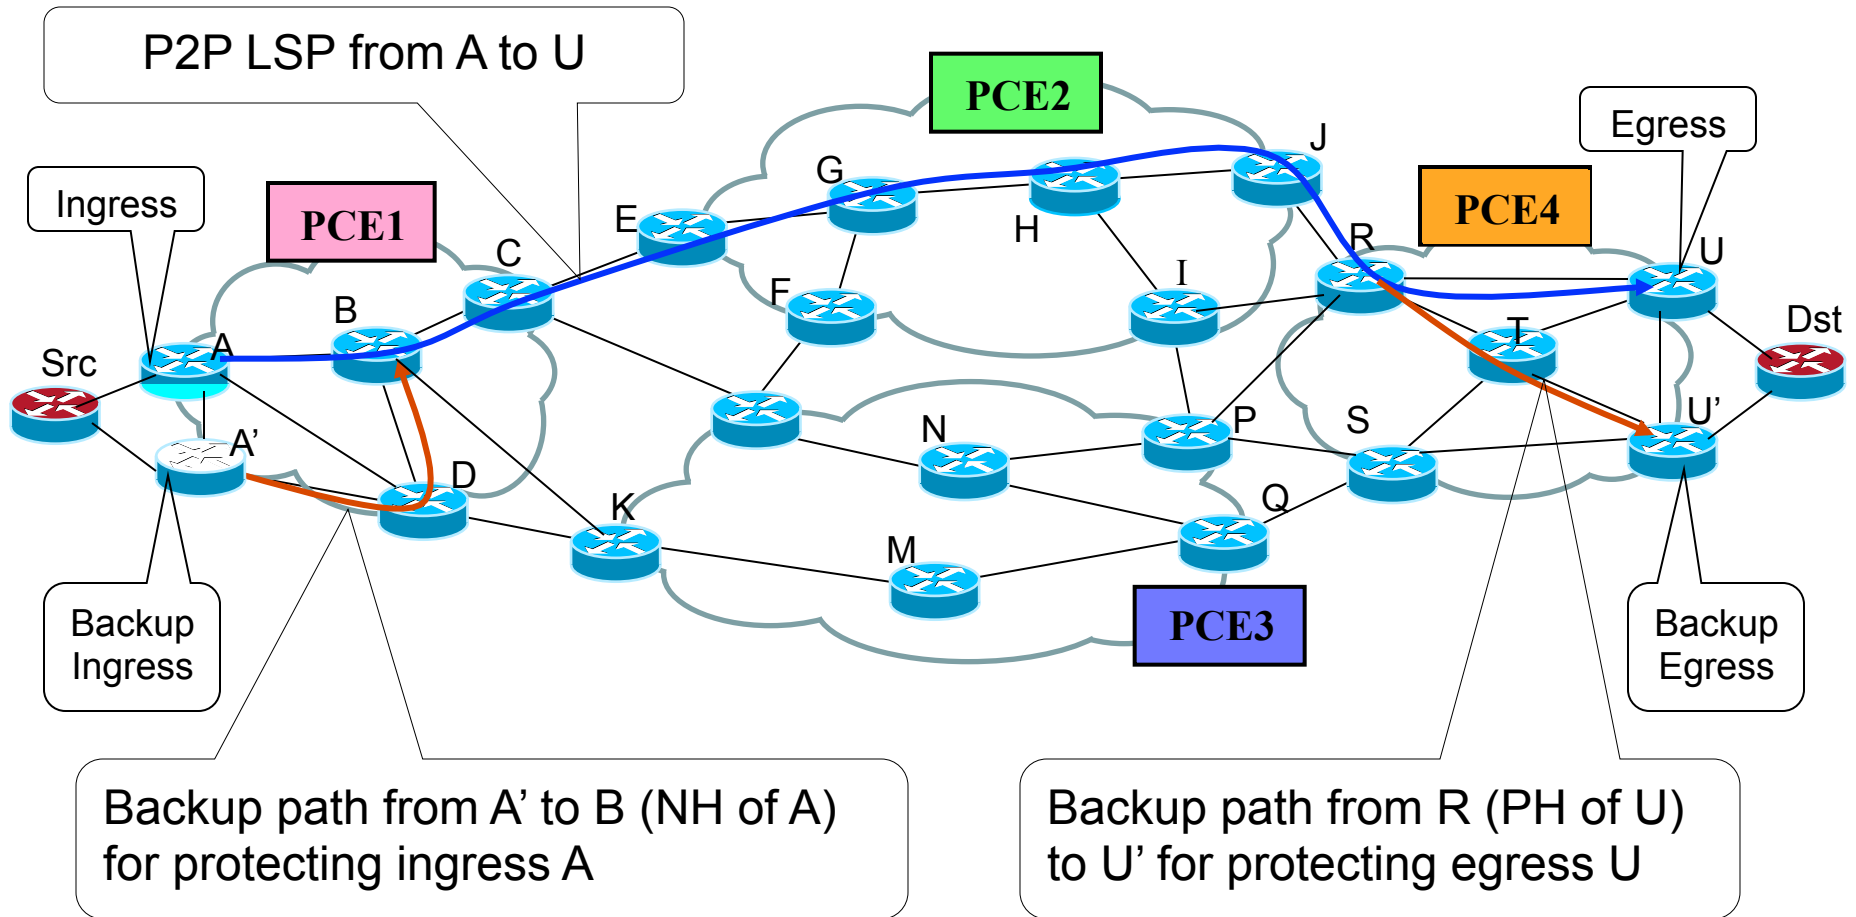 P2P LSP from A to U
PCE2
Egress
J
G
Ingress
PCE1
E
H
PCE4
C
R
U
F
I
B
Dst
A
T
Src
A’
N
P
S
U’
D
K
Q
M
Backup
Ingress
PCE3
Backup
Egress
Backup path from A’ to B (NH of A)
for protecting ingress A
Backup path from R (PH of U)
to U’ for protecting egress U